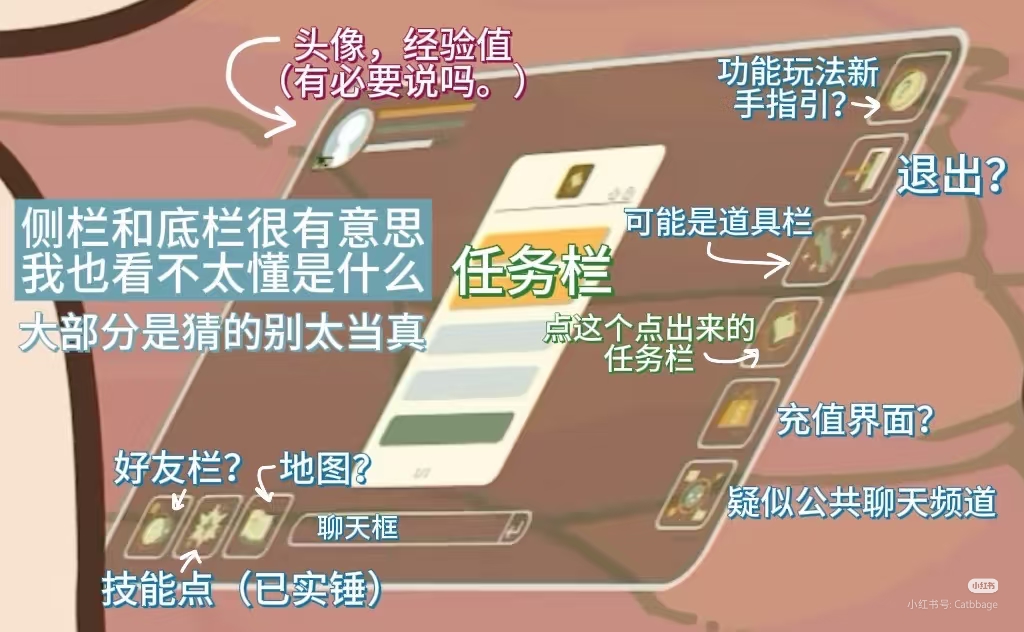 头像，经验值
（有必要说吗。）
功能玩法新
手指引？
退出？
侧栏和底栏很有意思
我也看不太懂是什么
大部分是猜的别太当真
任务栏
可能是道具栏
点这个点出来的
任务栏
充值界面？
好友栏？
地图？
疑似公共聊天频道
聊天框
技能点（已实锤）
小红书
小红书号: Catbbage